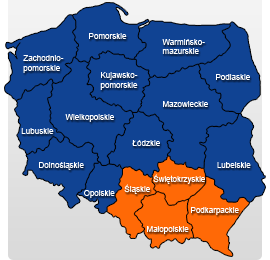 Pomorskie
Zachodnio-
pomorskie
Warmińsko-
mazurskie
Podlaskie
Kujawsko-
pomorskie
Mazowieckie
Wielkopolskie
Lubuskie
Łódzkie
Dolnośląskie
Lubelskie
Opolskie
Śląskie
Świętokrzyskie
Podkarpackie
Małopolskie